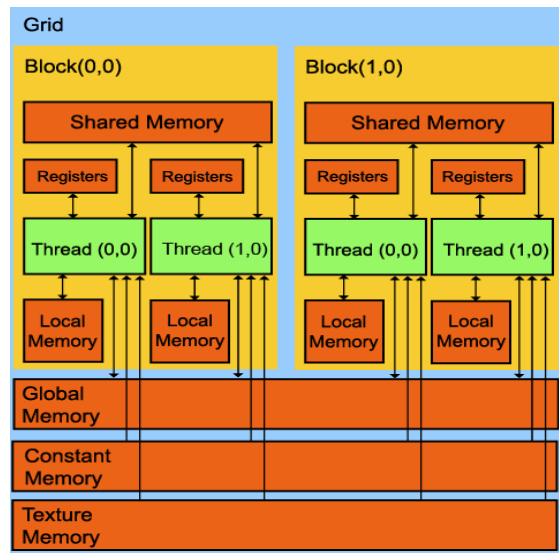 Grid
Block(0,0)
Block(1,0)
Shared Memory
Shared Memory
Registers
Registers
Registers
Registers
Thread (0,0)
Thread (1,0)
Thread (0,0)
Thread (1,0)
Local
Memory
Local
Memory
Local
Memory
Local
Memory
Global
Memory
Constant
Memory
Texture
Memory